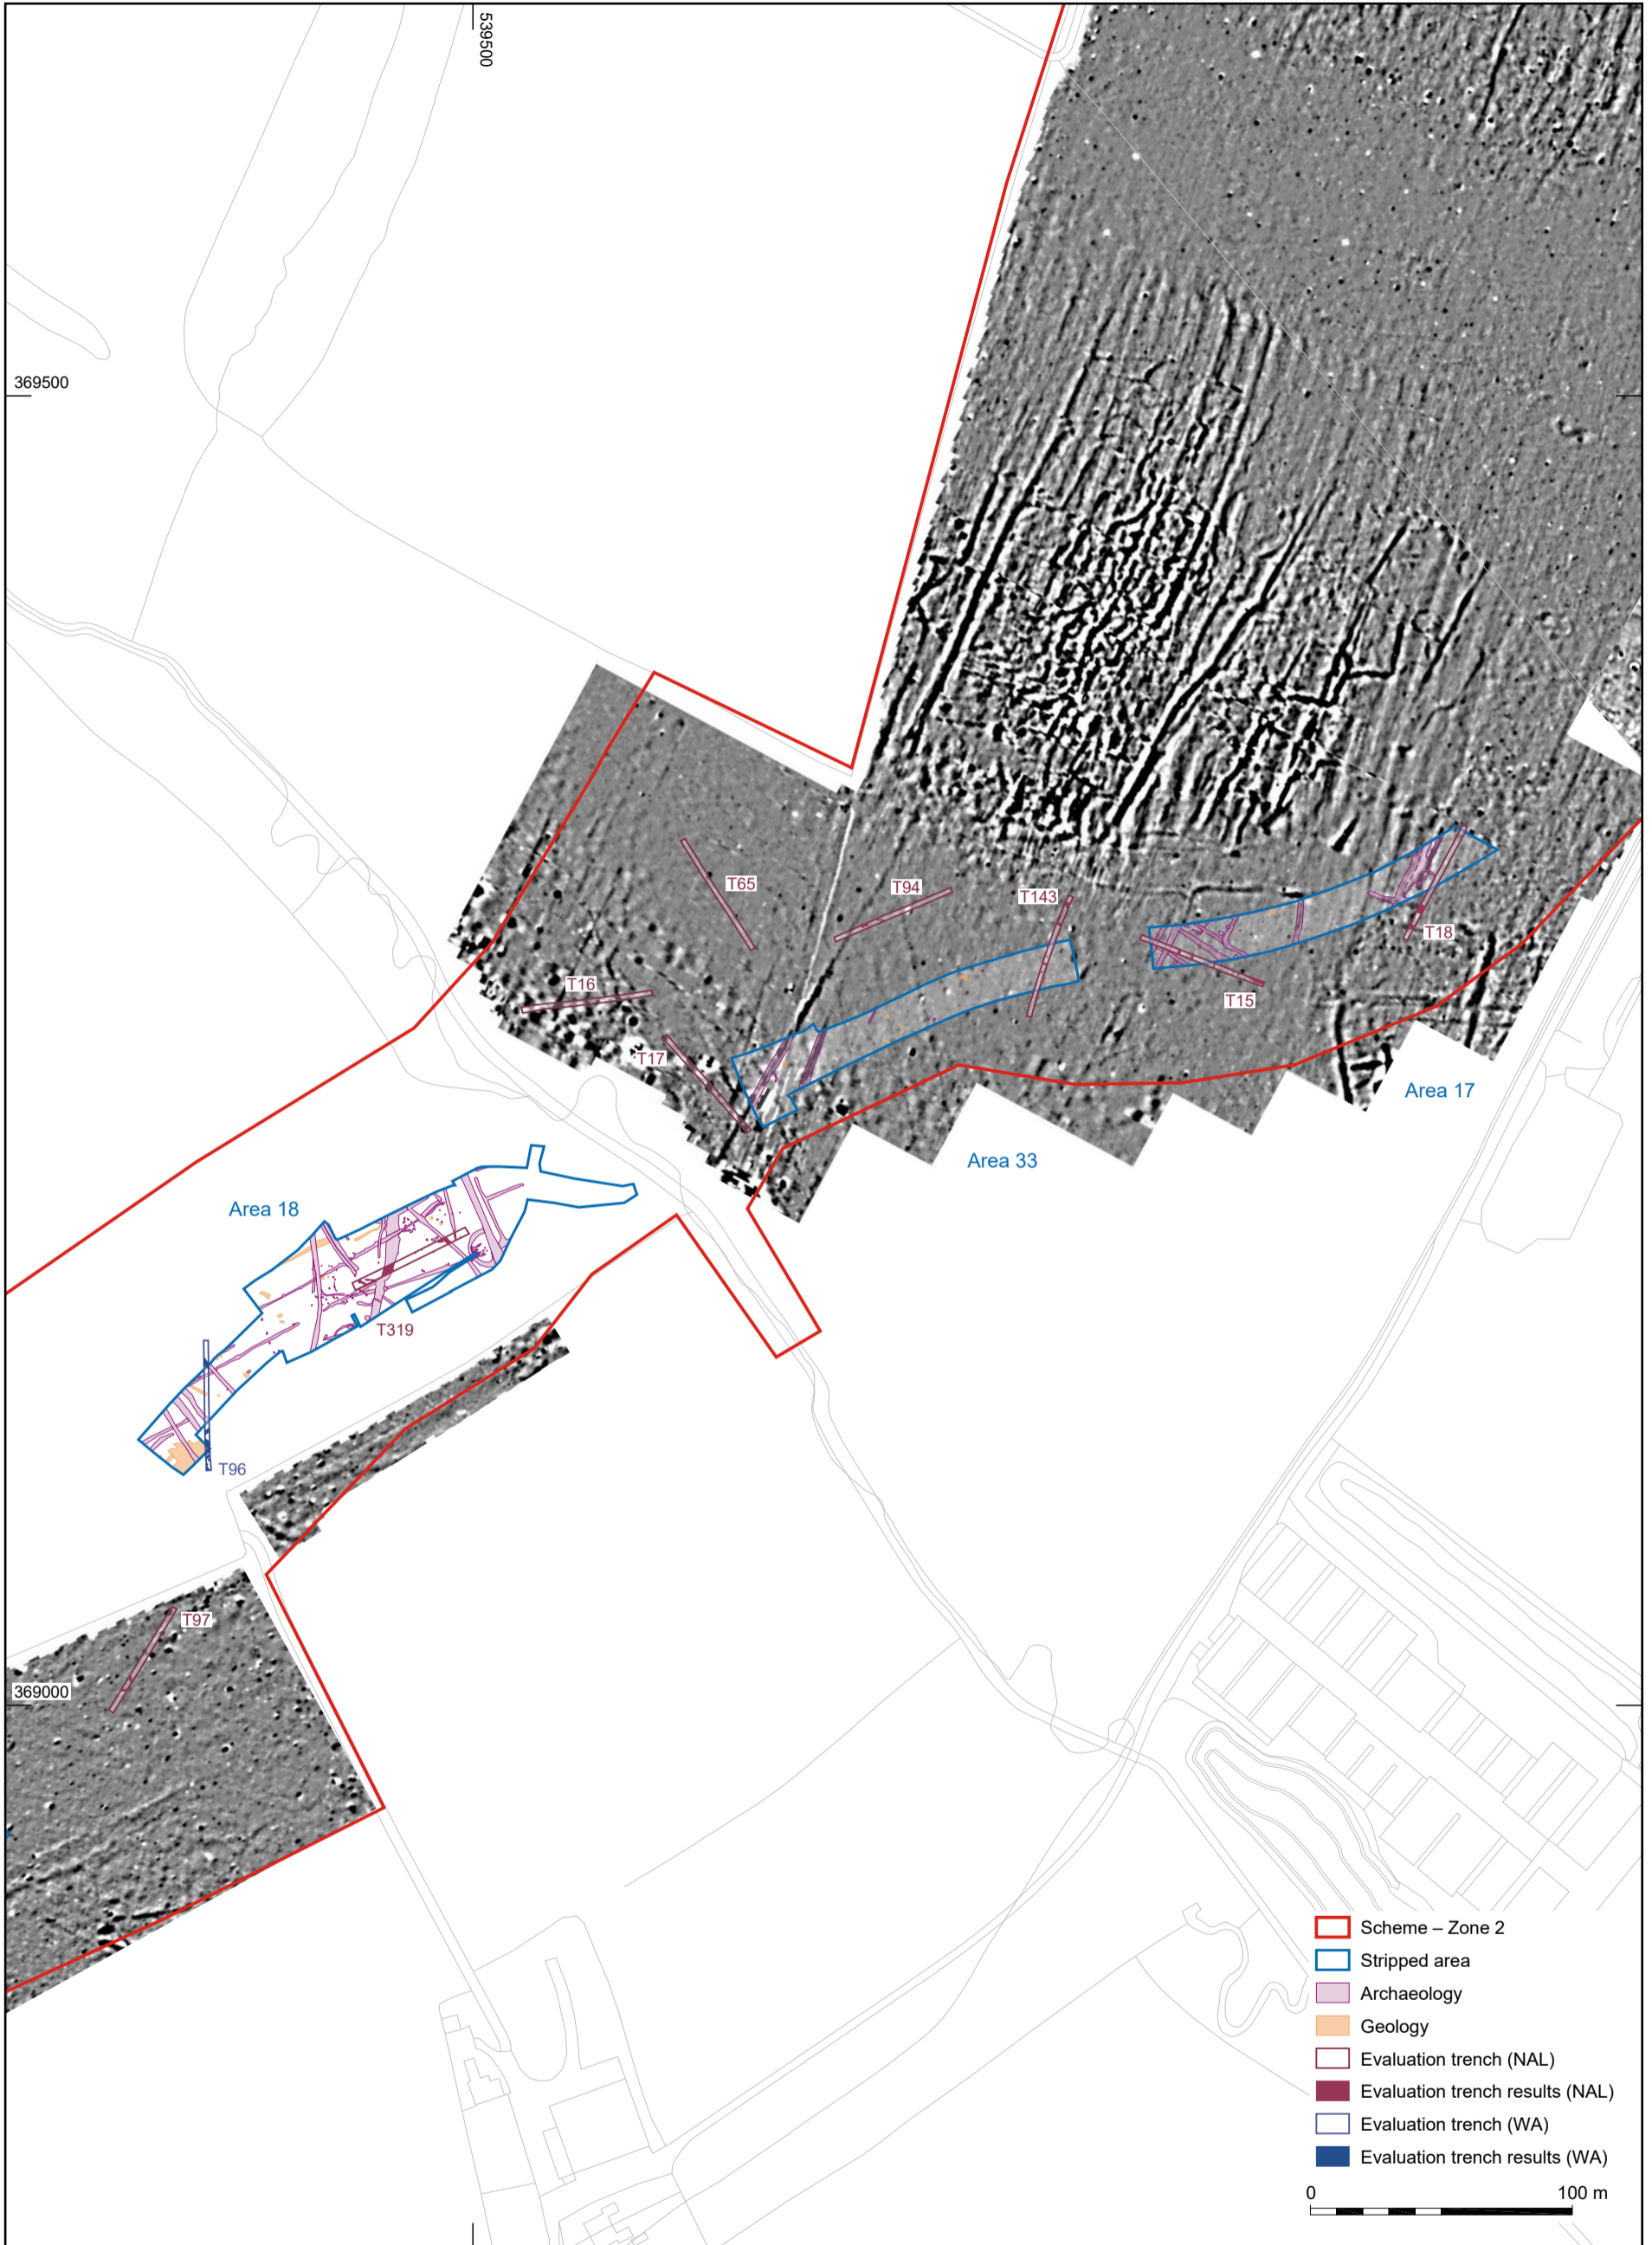 539500
369500
T65
T94
T143
T18
T16
T15
T17
Area 17
Area 33
Area 18
T319
T96
T97
369000
Scheme – Zone 2
Stripped area
Archaeology
Geology
Evaluation trench (NAL)
Evaluation trench results (NAL)
Evaluation trench (WA)
Evaluation trench results (WA)
0 100 m